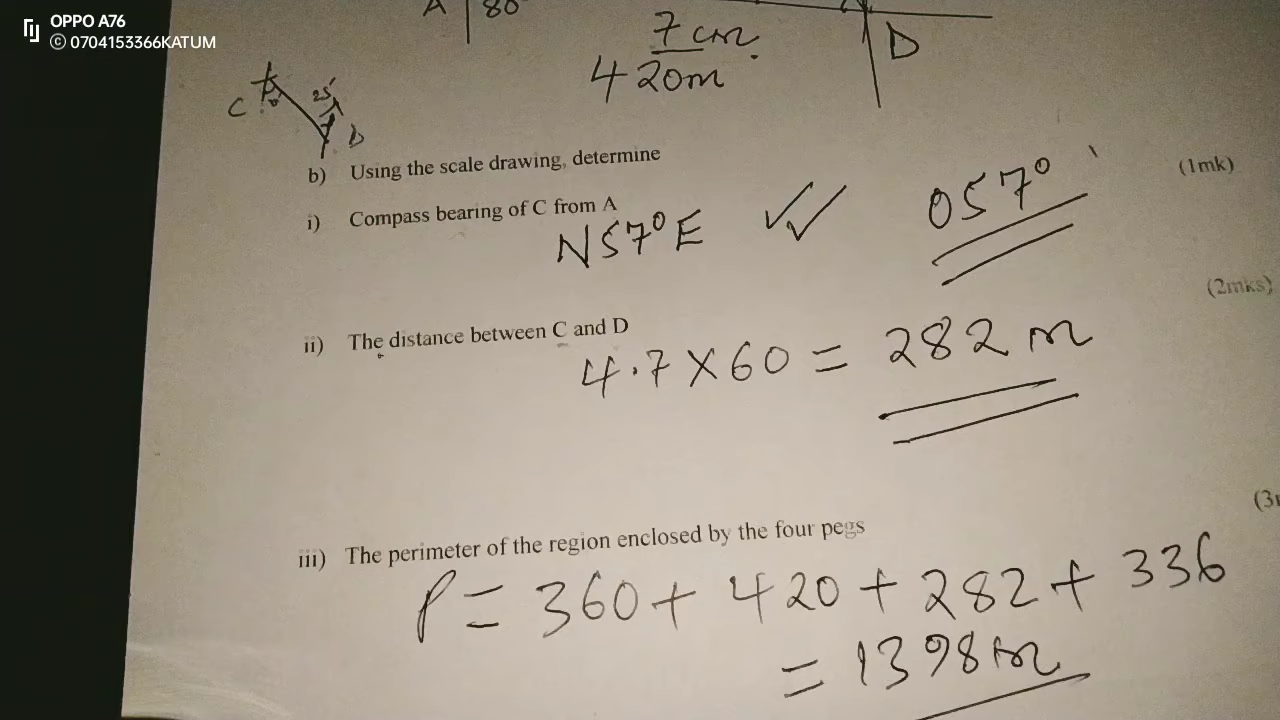 OPPO A76
© 0704153366KATUM
A 80
7 cm
420m
D
C
25
D
b) Using the scale drawing, determine
i) Compass bearing of C from A (1mk)
N57°E 057°
ii) The distance between C and D (2mks)
4.7 × 60 = 282 m
iii) The perimeter of the region enclosed by the four pegs (3
P = 360 + 420 + 282 + 336
= 1398m